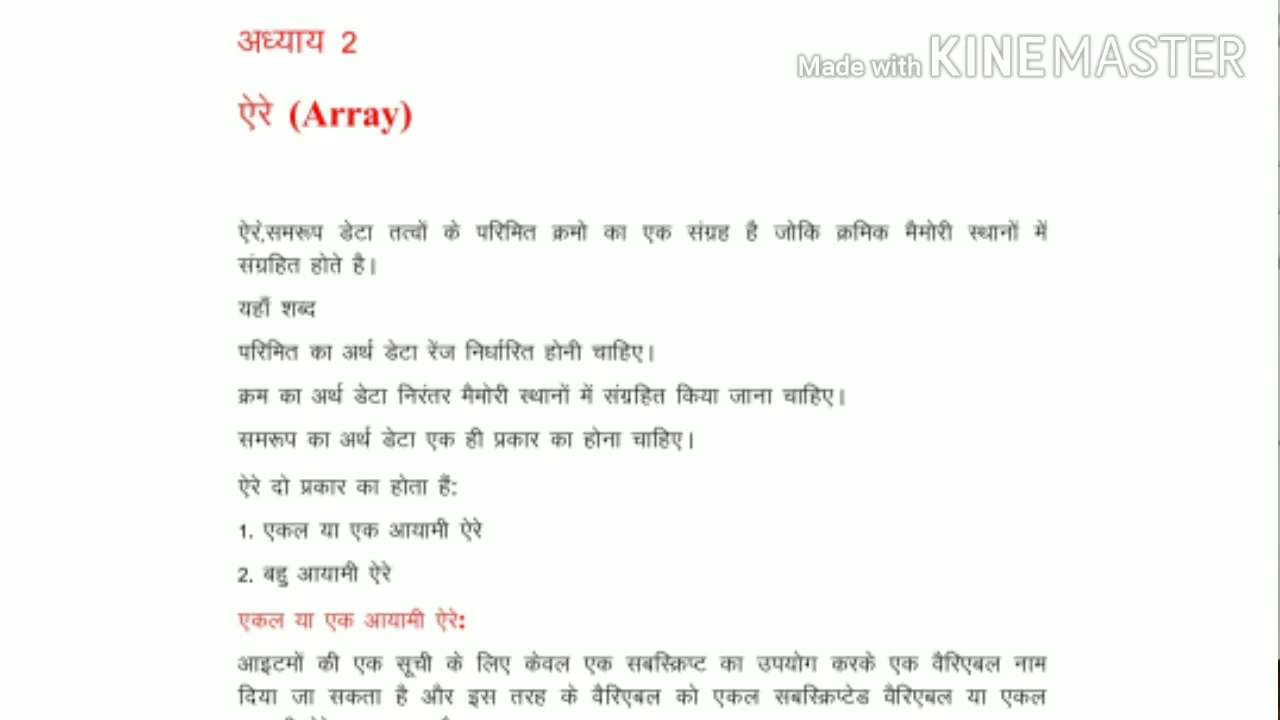 अध्याय 2
Made with KINEMASTER
ऐरे (Array)
ऐरें,समरूप डेटा तत्वों के परिमित क्रमो का एक संग्रह है जोकि क्रमिक मैमोरी स्थानों में
संग्रहित होते है।
यहाँ शब्द
परिमित का अर्थ डेटा रेंज निर्धारित होनी चाहिए।
क्रम का अर्थ डेटा निरंतर मैमोरी स्थानों में संग्रहित किया जाना चाहिए।
समरूप का अर्थ डेटा एक ही प्रकार का होना चाहिए।
ऐरे दो प्रकार का होता हैं:
1. एकल या एक आयामी ऐरे
2. बहु आयामी ऐरे
एकल या एक आयामी ऐरे:
आइटमों की एक सूची के लिए केवल एक सबस्क्रिप्ट का उपयोग करके एक वैरिएबल नाम
दिया जा सकता है और इस तरह के वैरिएबल को एकल सबस्क्रिप्टेड वैरिएबल या एकल